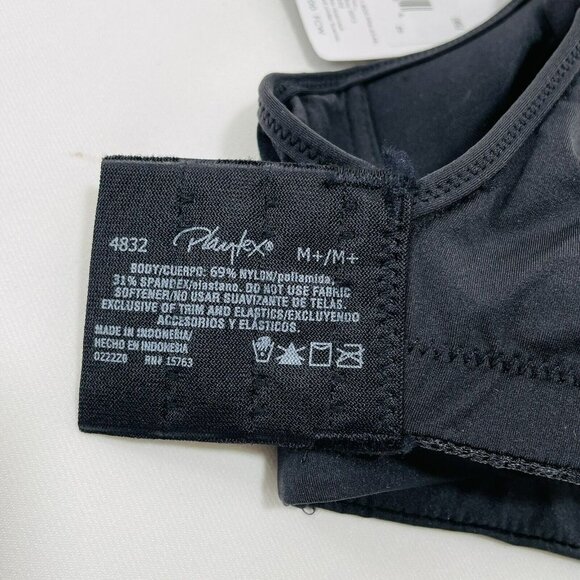 4832 Playtex® M+/M+
BODY/CUERPO: 69% NYLON/poliamida,
31% SPANDEX/elastano. DO NOT USE FABRIC
SOFTENER/NO USAR SUAVIZANTE DE TELAS
EXCLUSIVE OF TRIM AND ELASTICS/EXCLUYENDO
ACCESORIOS Y ELÁSTICOS.
MADE IN INDONESIA/
HECHO EN INDONESIA
022220 RN# 15763